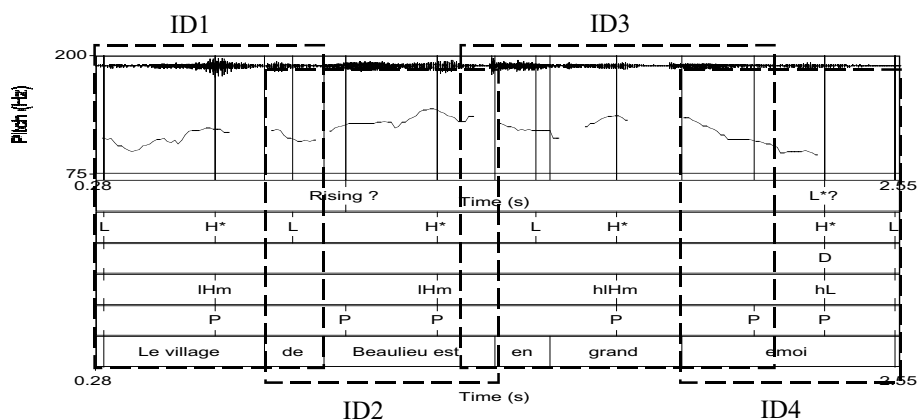 ID1 ID3
200
Pitch (Hz)
75
0.28 Time (s) 2.55
Rising ? L*?
L H* L H* L H* H* L
D
lHm lHm hlHm hL
P P P P P P
Le village de Beaulieu est en grand emoi
0.28 Time (s) 2.55
ID2 ID4